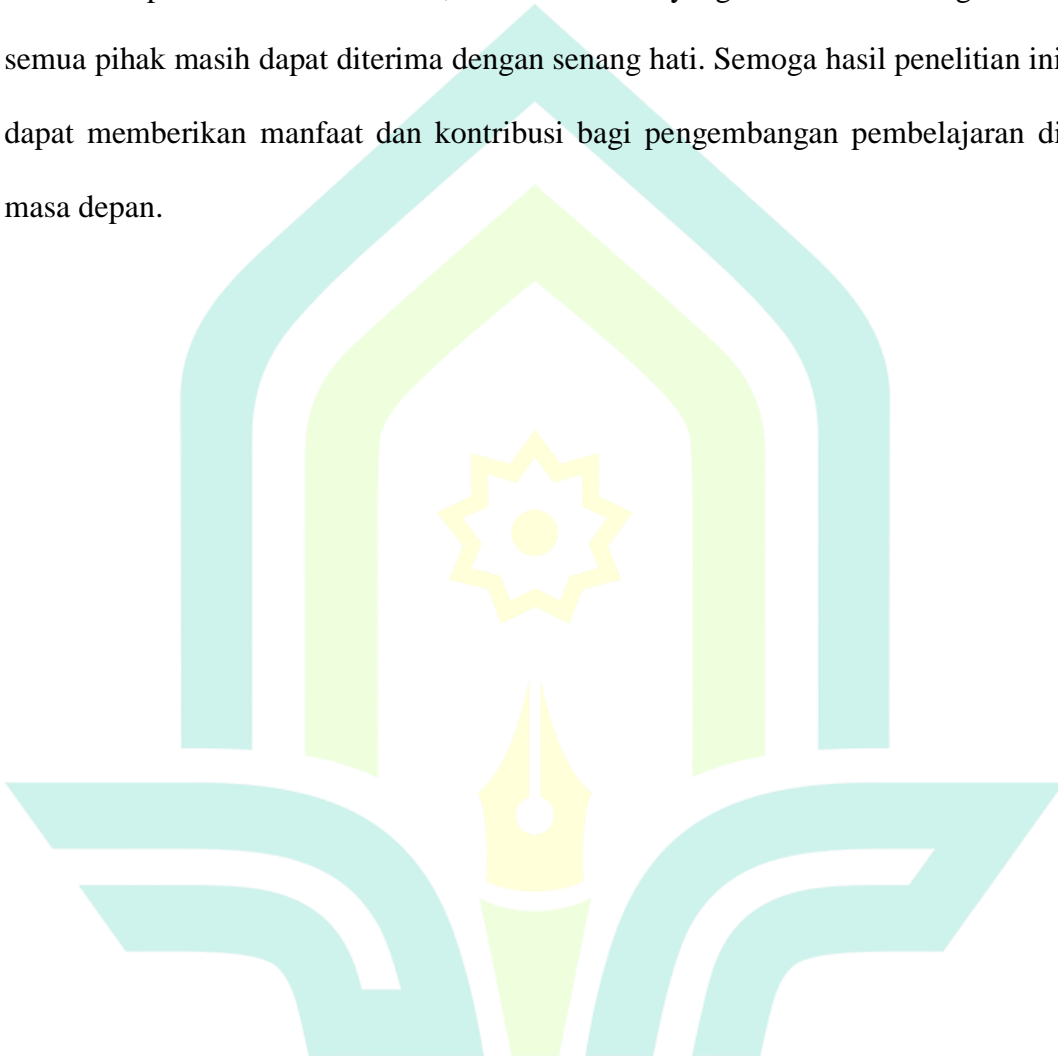 semua pihak masih dapat diterima dengan senang hati. Semoga hasil penelitian ini
dapat memberikan manfaat dan kontribusi bagi pengembangan pembelajaran di
masa depan.